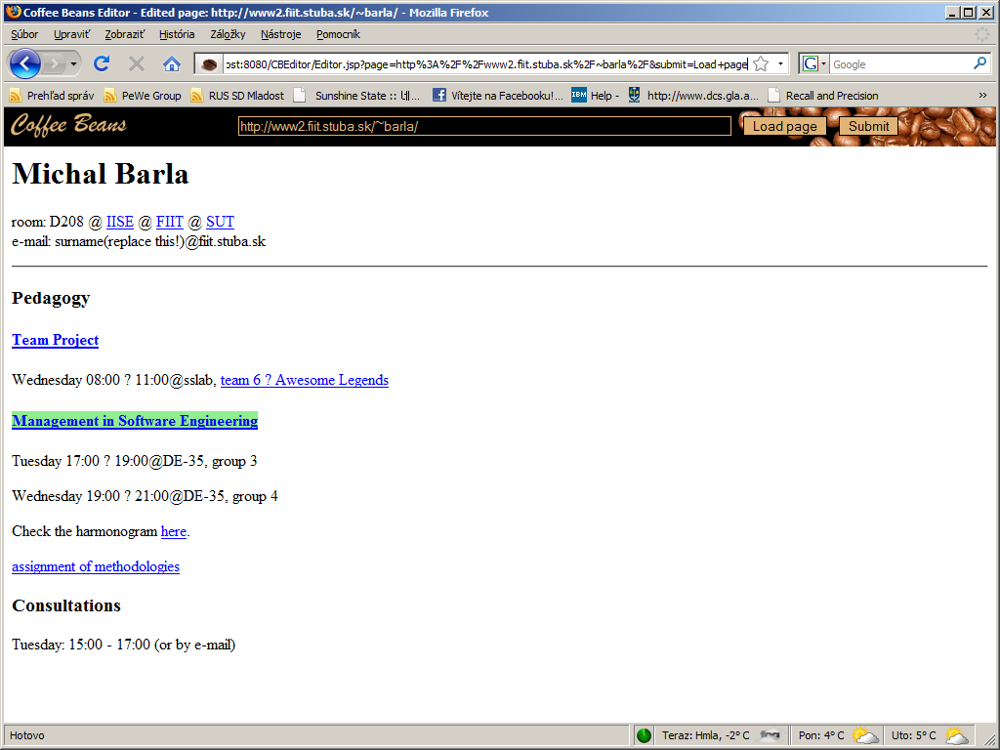 Coffee Beans Editor - Edited page: http://www2.fiit.stuba.sk/~barla/ - Mozilla Firefox
Súbor Upraviť Zobraziť História Záložky Nástroje Pomocník
ost:8080/CBEditor/Editor.jsp?page=http%3A%2F%2Fwww2.fiit.stuba.sk%2F~barla%2F&submit=Load+page G Google
Prehľad správ PeWe Group RUS SD Mladost Sunshine State :: ... f Vítejte na Facebooku!... IBM Help - http://www.dcs.gla.a... Recall and Precision »
Coffee Beans http://www2.fiit.stuba.sk/~barla/ Load page Submit
Michal Barla
room: D208 @ IISE @ FIIT @ SUT
e-mail: surname(replace this!)@fiit.stuba.sk
Pedagogy
Team Project
Wednesday 08:00 ? 11:00@sslab, team 6 ? Awesome Legends
Management in Software Engineering
Tuesday 17:00 ? 19:00@DE-35, group 3
Wednesday 19:00 ? 21:00@DE-35, group 4
Check the harmonogram here.
assignment of methodologies
Consultations
Tuesday: 15:00 - 17:00 (or by e-mail)
Hotovo Teraz: Hmla, -2° C Pon: 4° C Uto: 5° C